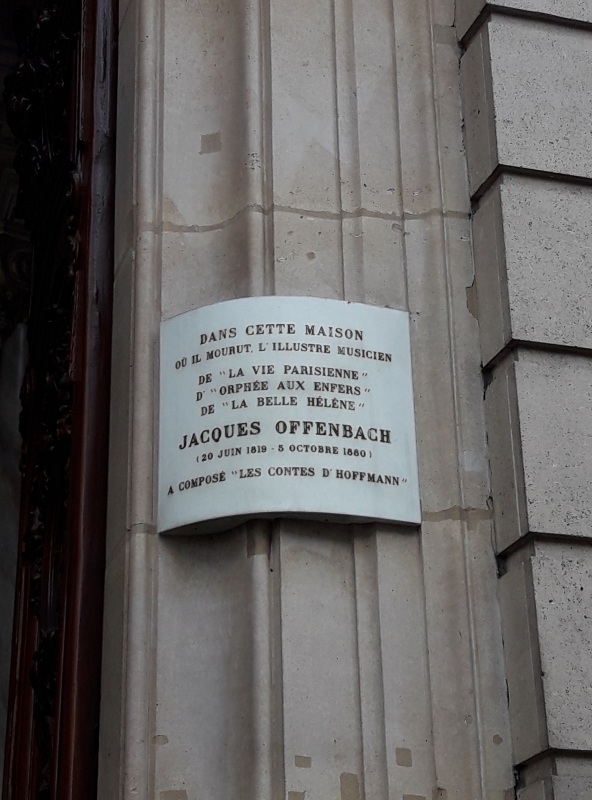 DANS CETTE MAISON
OÙ IL MOURUT, L'ILLUSTRE MUSICIEN
DE "LA VIE PARISIENNE"
D' "ORPHÉE AUX ENFERS"
DE "LA BELLE HÉLÈNE"
JACQUES OFFENBACH
(20 JUIN 1819 - 5 OCTOBRE 1880)
A COMPOSÉ "LES CONTES D'HOFFMANN"